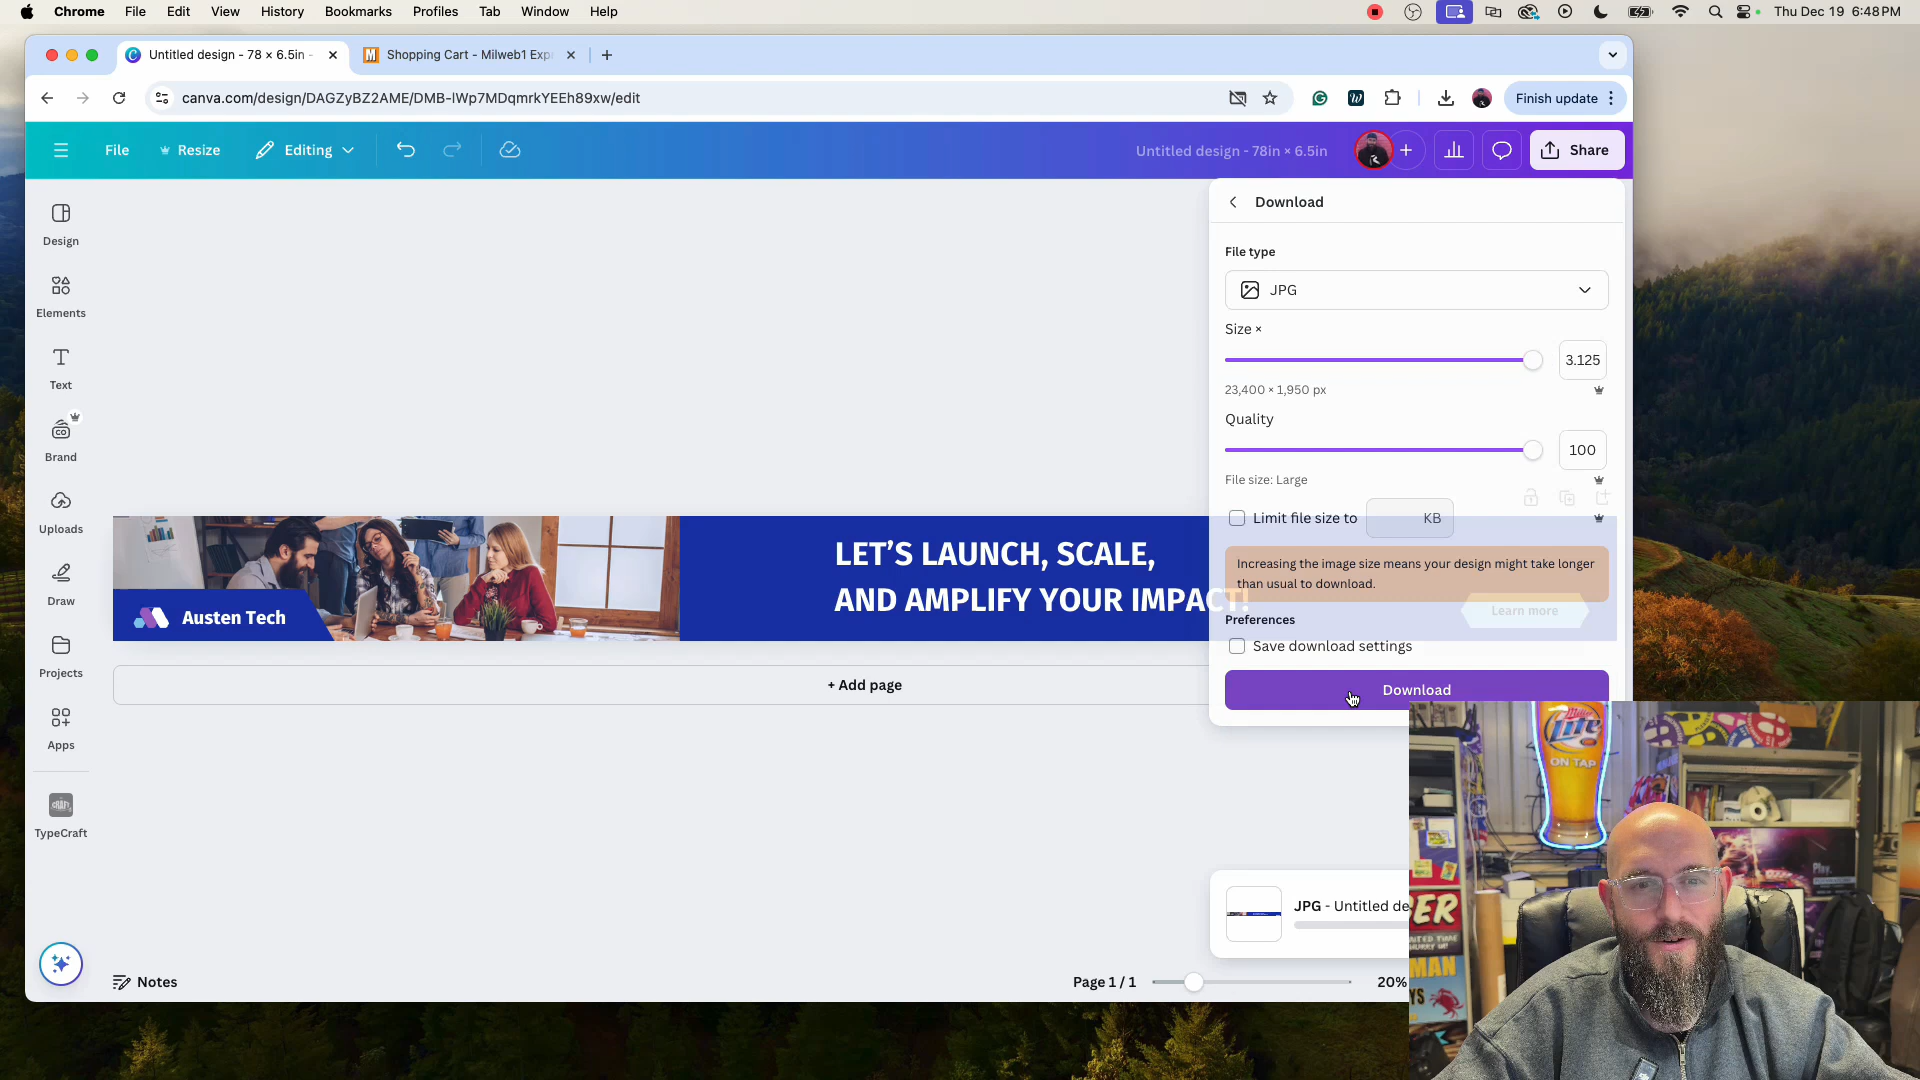 Chrome File Edit View History Bookmarks Profiles Tab Window Help
Thu Dec 19 6:48 PM
Untitled design - 78 × 6.5in -
Shopping Cart - Milweb1 Exp
canva.com/design/DAGZyBZ2AME/DMB-lWp7MDqmrkYEEh89xw/edit
Finish update
File Resize Editing
Untitled design - 78in × 6.5in
Share
Design
Elements
Text
Brand
Uploads
Draw
Projects
Apps
TypeCraft
Download
File type
JPG
Size ×
3.125
23,400 × 1,950 px
Quality
100
File size: Large
Limit file size to KB
Increasing the image size means your design might take longer
than usual to download.
Learn more
Preferences
Save download settings
Download
Austen Tech
LET'S LAUNCH, SCALE,
AND AMPLIFY YOUR IMPACT!
+ Add page
JPG - Untitled de
Notes
Page 1 / 1
20%
Miller
Lite
ON TAP
Play.